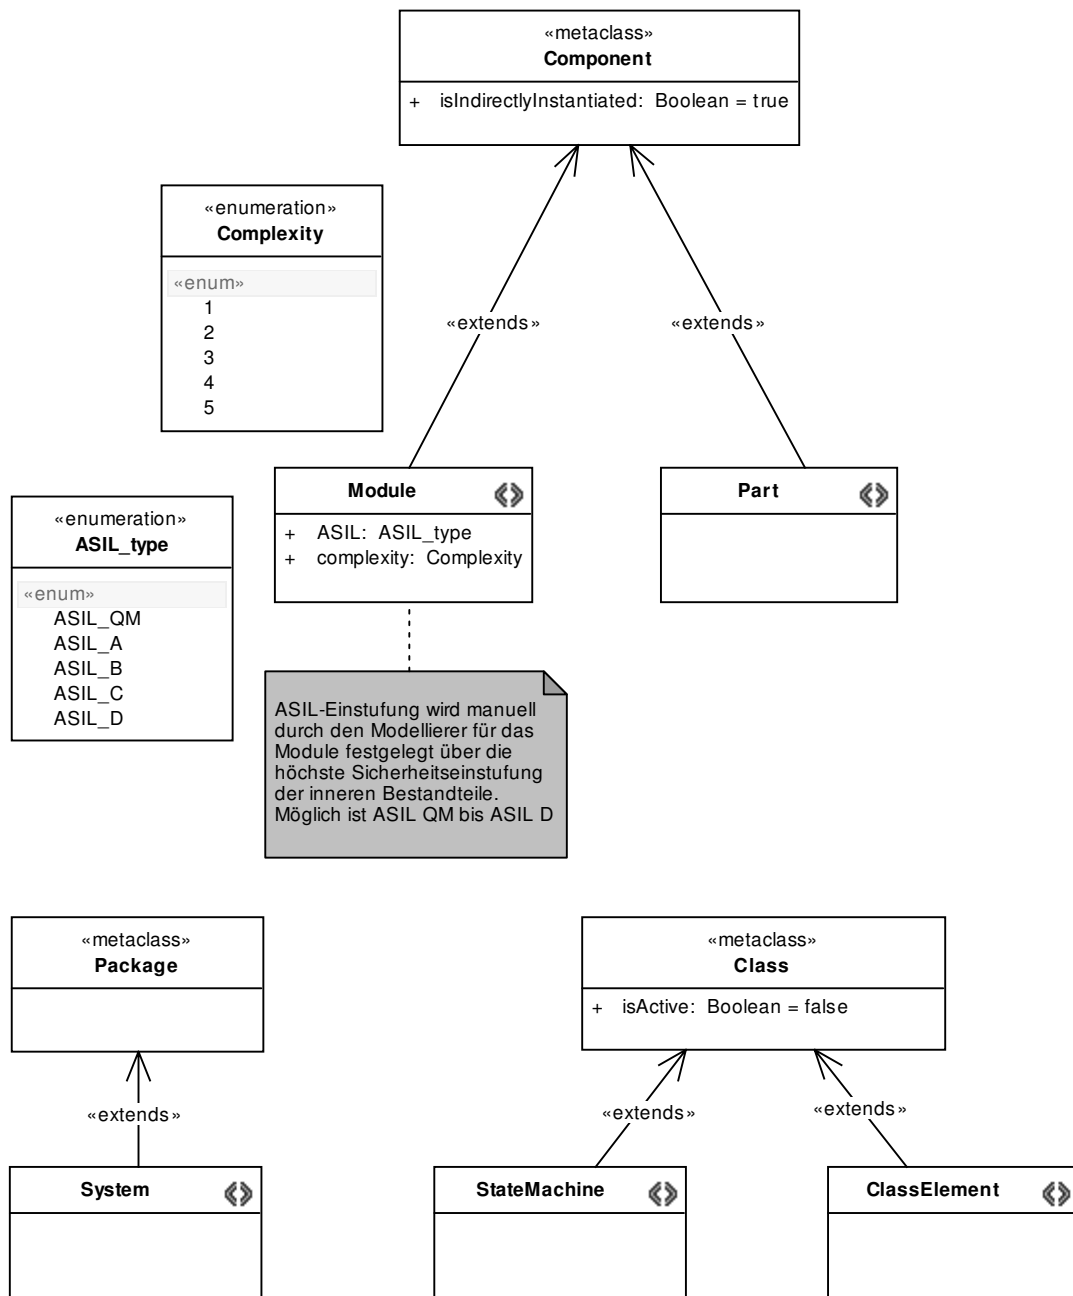 «metaclass»
Component
+ isIndirectlyInstantiated: Boolean = true
«enumeration»
Complexity
«enum»
1
2
3
4
5
«extends»
«extends»
Module
+ ASIL: ASIL_type
+ complexity: Complexity
Part
«enumeration»
ASIL_type
«enum»
ASIL_QM
ASIL_A
ASIL_B
ASIL_C
ASIL_D
ASIL-Einstufung wird manuell
durch den Modellierer für das
Module festgelegt über die
höchste Sicherheitseinstufung
der inneren Bestandteile.
Möglich ist ASIL QM bis ASIL D
«metaclass»
Package
«metaclass»
Class
+ isActive: Boolean = false
«extends»
«extends»
«extends»
System
StateMachine
ClassElement